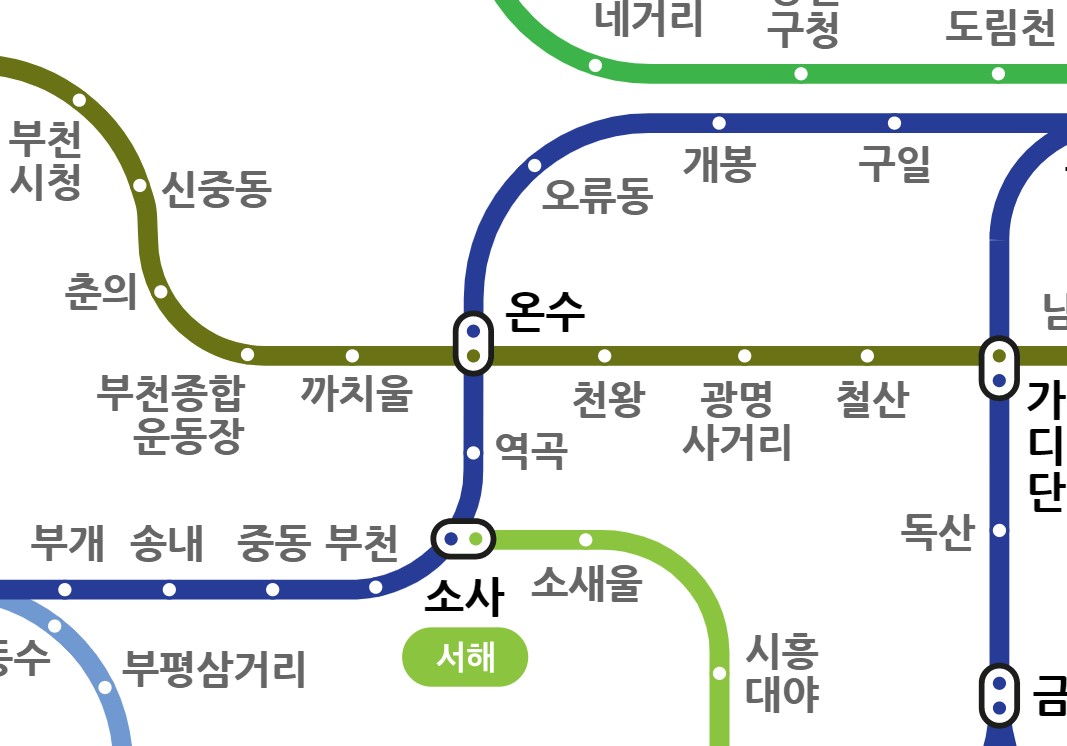 네거리
구청
도림천
부천
시청
신중동
개봉
구일
오류동
춘의
온수
부천종합
운동장
까치울
천왕
광명
사거리
철산
가
디
단
역곡
독산
부개
송내
중동
부천
소사
소새울
서해
시흥
대야
부평삼거리
금